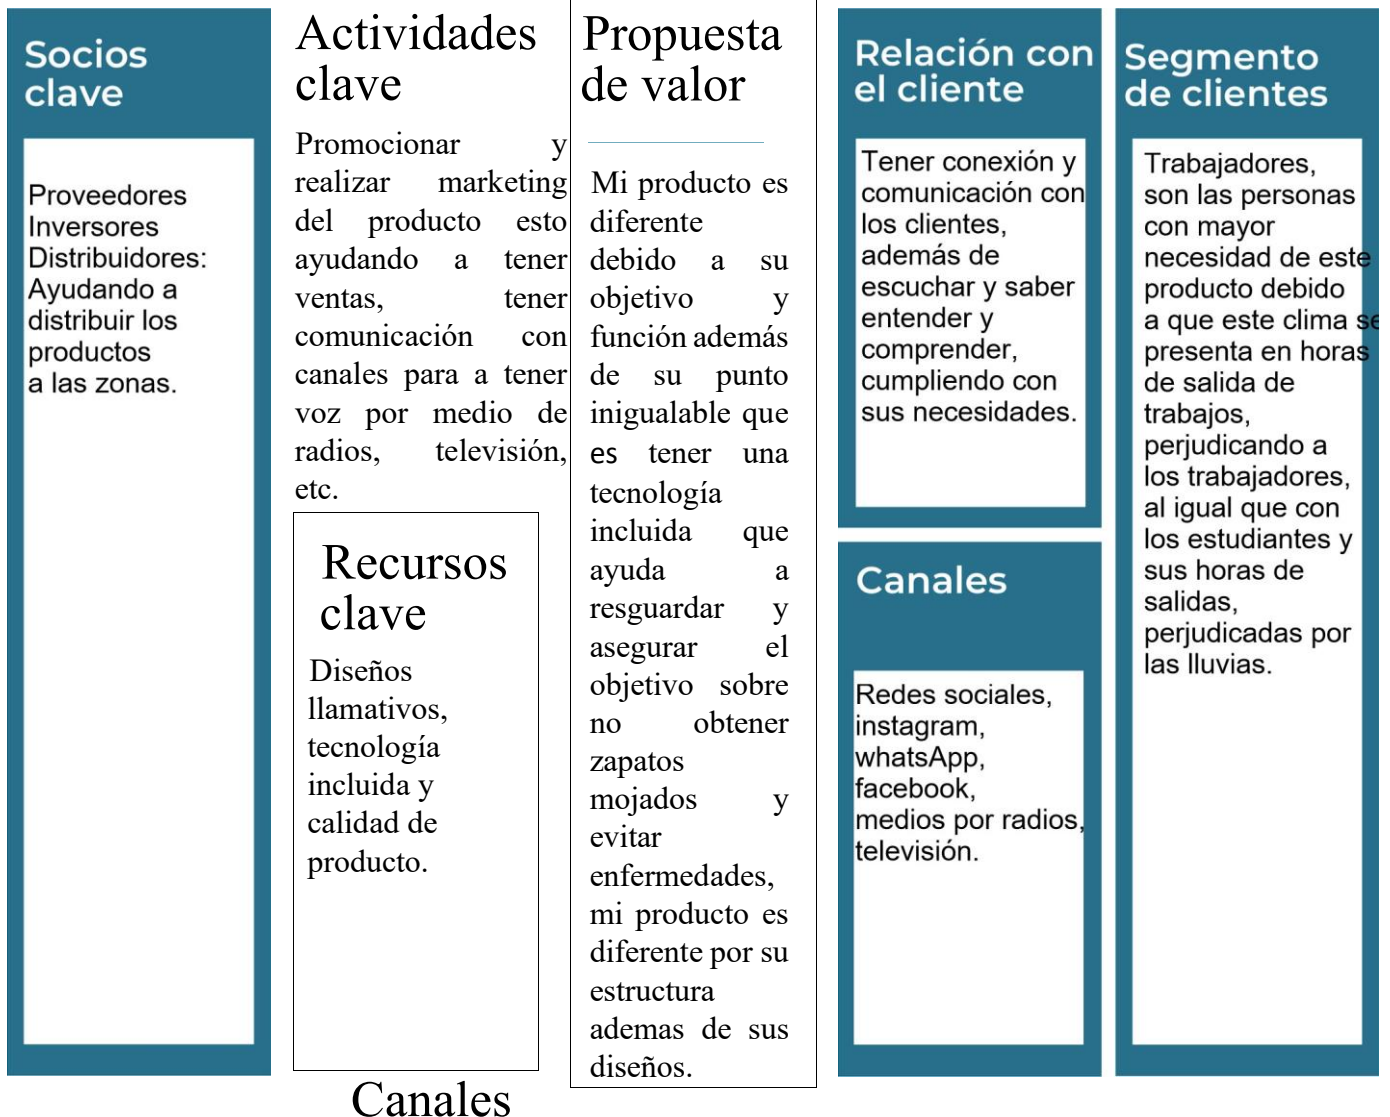 Socios
clave
Proveedores
Inversores
Distribuidores:
Ayudando a
distribuir los
productos
a las zonas.
Actividades
clave
Promocionar y
realizar marketing
del producto esto
ayudando a tener
ventas, tener
comunicación con
canales para a tener
voz por medio de
radios, televisión,
etc.
Recursos
clave
Diseños
llamativos,
tecnología
incluida y
calidad de
producto.
Canales
Propuesta
de valor
Mi producto es
diferente
debido a su
objetivo y
función además
de su punto
inigualable que
es tener una
tecnología
incluida que
ayuda a
resguardar y
asegurar el
objetivo sobre
no obtener
zapatos
mojados y
evitar
enfermedades,
mi producto es
diferente por su
estructura
ademas de sus
diseños.
Relación con
el cliente
Tener conexión y
comunicación con
los clientes,
además de
escuchar y saber
entender y
comprender,
cumpliendo con
sus necesidades.
Canales
Redes sociales,
instagram,
whatsApp,
facebook,
medios por radios,
televisión.
Segmento
de clientes
Trabajadores,
son las personas
con mayor
necesidad de este
producto debido
a que este clima se
presenta en horas
de salida de
trabajos,
perjudicando a
los trabajadores,
al igual que con
los estudiantes y
sus horas de
salidas,
perjudicadas por
las lluvias.